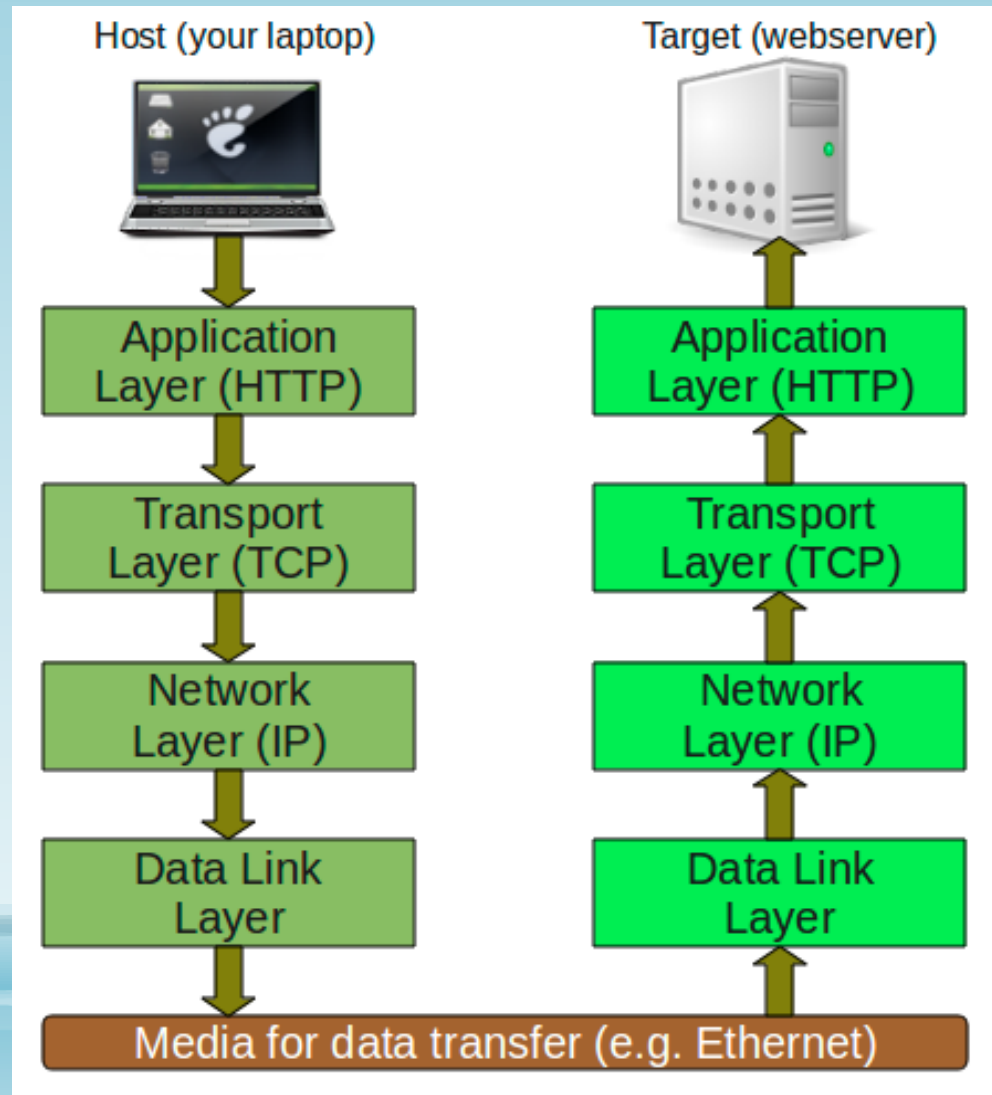 Host (your laptop)
Target (webserver)
Application
Layer (HTTP)
Transport
Layer (TCP)
Network
Layer (IP)
Data Link
Layer
Application
Layer (HTTP)
Transport
Layer (TCP)
Network
Layer (IP)
Data Link
Layer
Media for data transfer (e.g. Ethernet)